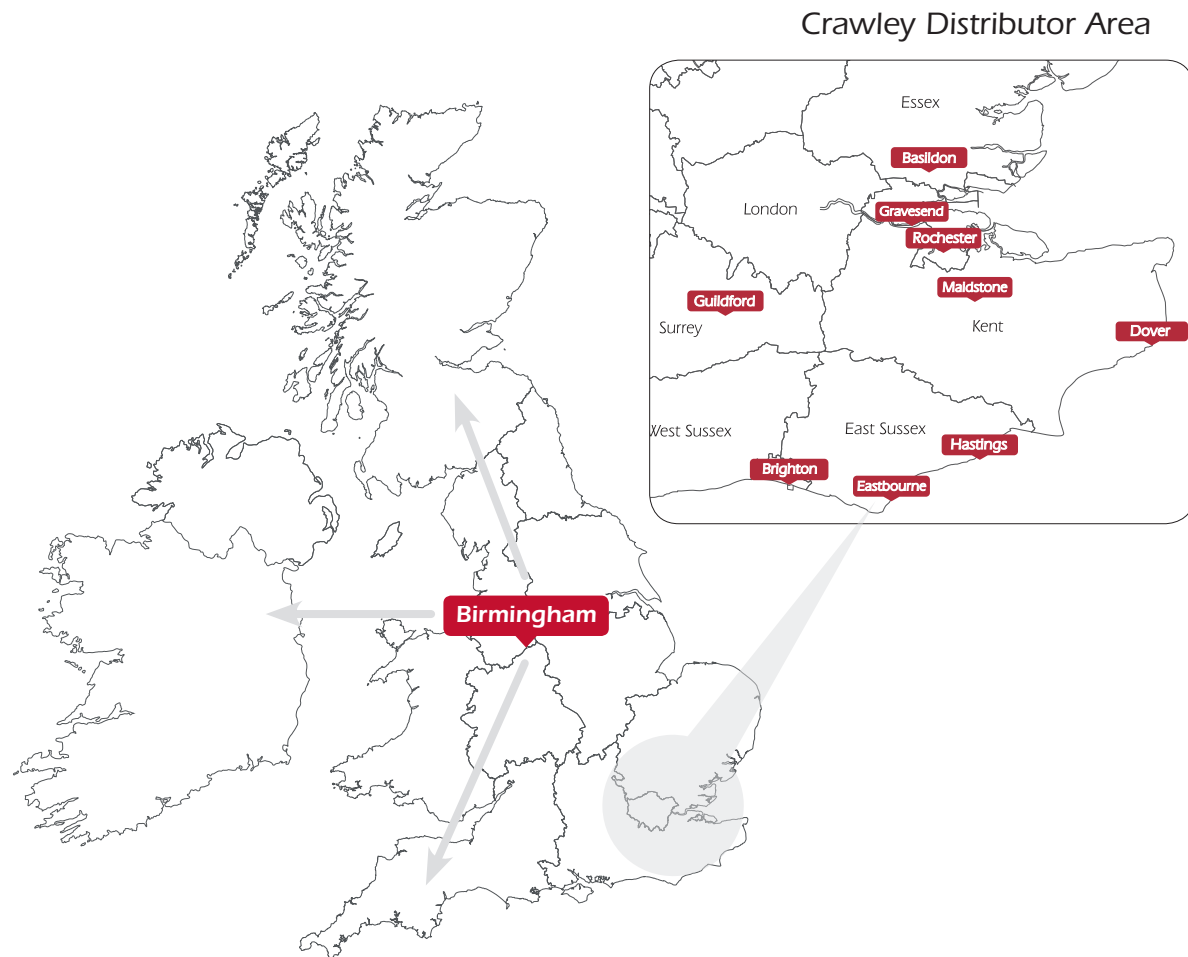 Crawley Distributor Area
Essex
Basildon
London
Gravesend
Rochester
Maidstone
Guildford
Surrey
Kent
Dover
West Sussex
East Sussex
Hastings
Brighton
Eastbourne
Birmingham